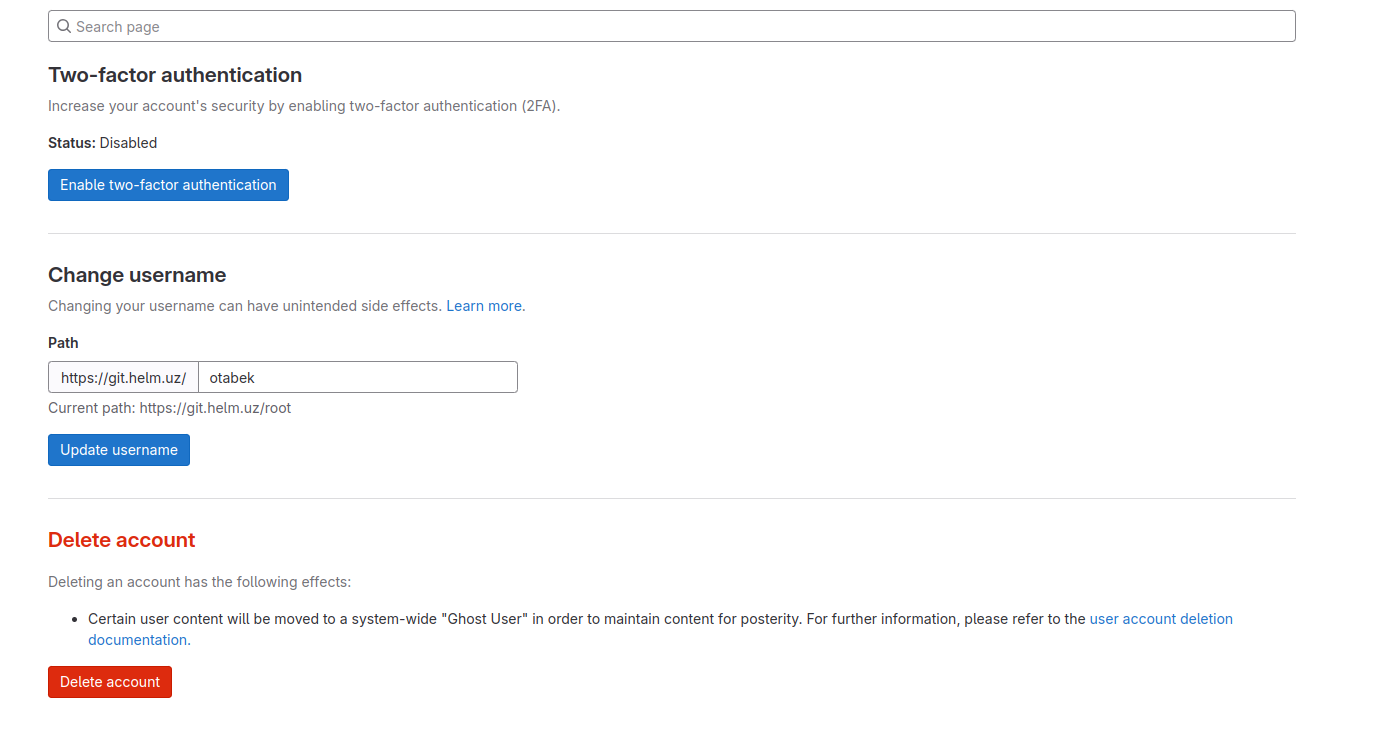 Search page
Two-factor authentication
Increase your account's security by enabling two-factor authentication (2FA).
Status: Disabled
Enable two-factor authentication
Change username
Changing your username can have unintended side effects. Learn more.
Path
https://git.helm.uz/ otabek
Current path: https://git.helm.uz/root
Update username
Delete account
Deleting an account has the following effects:
• Certain user content will be moved to a system-wide "Ghost User" in order to maintain content for posterity. For further information, please refer to the user account deletion
documentation.
Delete account